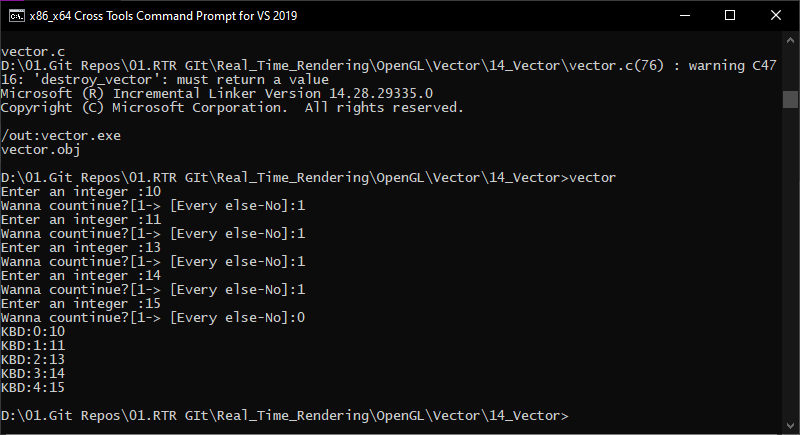 x86_x64 Cross Tools Command Prompt for VS 2019
vector.c
D:\01.Git Repos\01.RTR GIt\Real_Time_Rendering\OpenGL\Vector\14_Vector\vector.c(76) : warning C47
16: 'destroy_vector': must return a value
Microsoft (R) Incremental Linker Version 14.28.29335.0
Copyright (C) Microsoft Corporation.  All rights reserved.
/out:vector.exe
vector.obj
D:\01.Git Repos\01.RTR GIt\Real_Time_Rendering\OpenGL\Vector\14_Vector>vector
Enter an integer :10
Wanna countinue?[1-> [Every else-No]:1
Enter an integer :11
Wanna countinue?[1-> [Every else-No]:1
Enter an integer :13
Wanna countinue?[1-> [Every else-No]:1
Enter an integer :14
Wanna countinue?[1-> [Every else-No]:1
Enter an integer :15
Wanna countinue?[1-> [Every else-No]:0
KBD:0:10
KBD:1:11
KBD:2:13
KBD:3:14
KBD:4:15
D:\01.Git Repos\01.RTR GIt\Real_Time_Rendering\OpenGL\Vector\14_Vector>